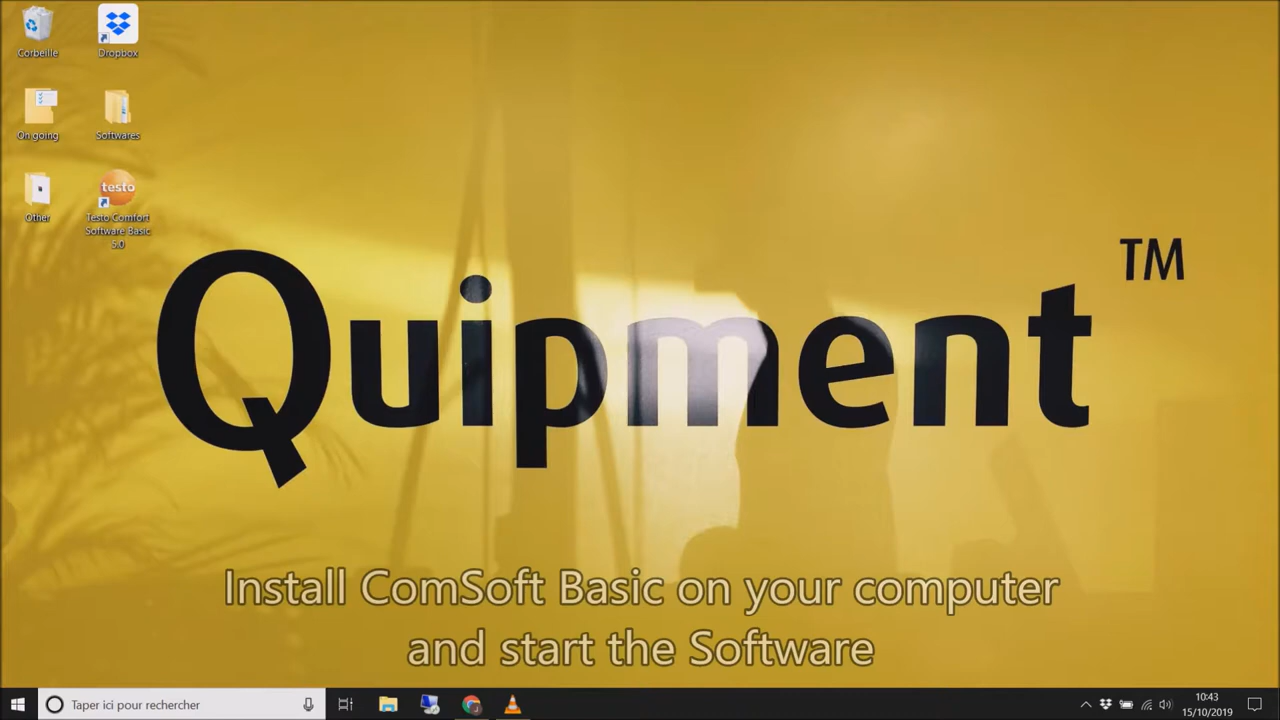 Corbeille
Dropbox
On going
Softwares
Other
testo
Testo Comfort
Software Basic
5.0
Quipment
TM
Install ComSoft Basic on your computer
and start the Software
Taper ici pour rechercher
10:43
15/10/2019